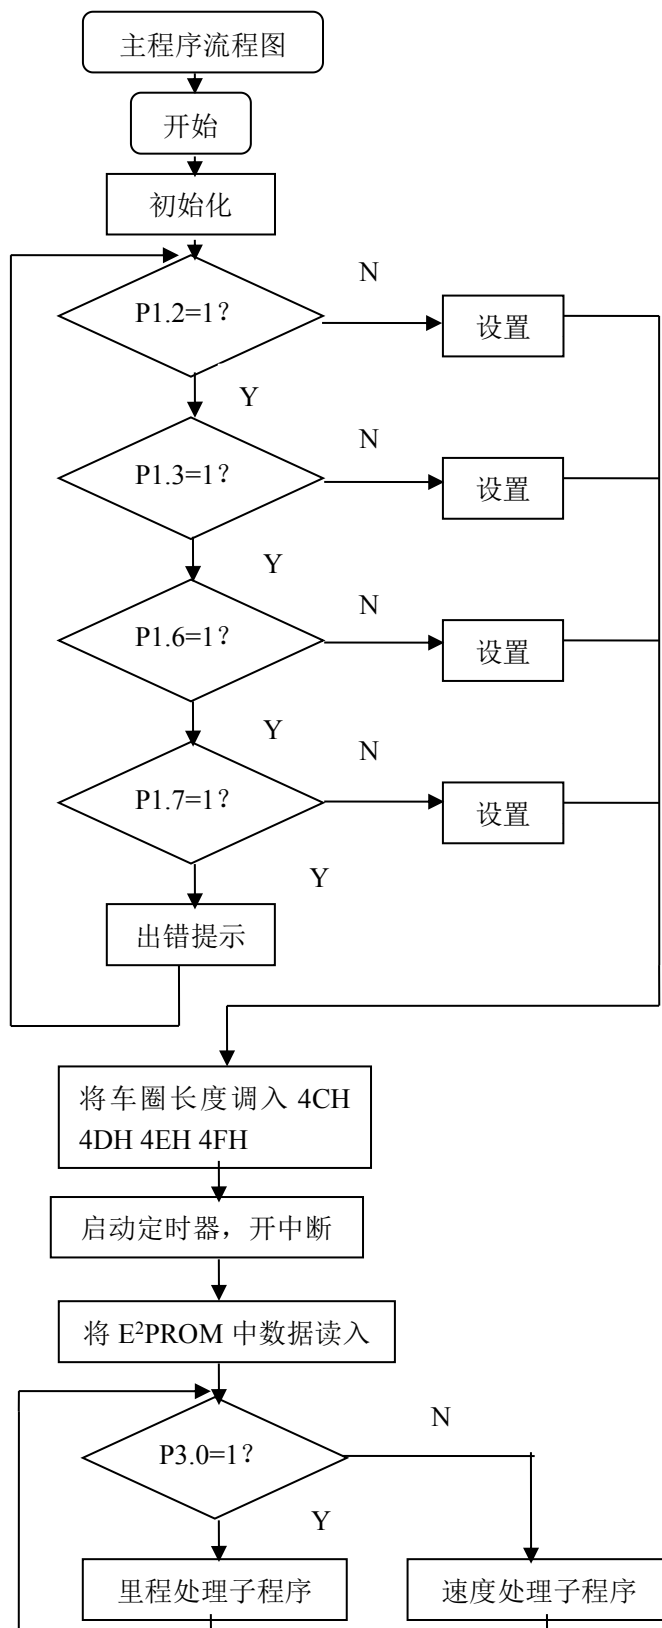 主程序流程图
开始
初始化
P1.2=1？
N
设置
Y
P1.3=1？
N
设置
Y
P1.6=1？
N
设置
Y
P1.7=1？
N
设置
Y
出错提示
将车圈长度调入 4CH
4DH 4EH 4FH
启动定时器，开中断
将 E²PROM 中数据读入
P3.0=1？
N
Y
里程处理子程序
速度处理子程序